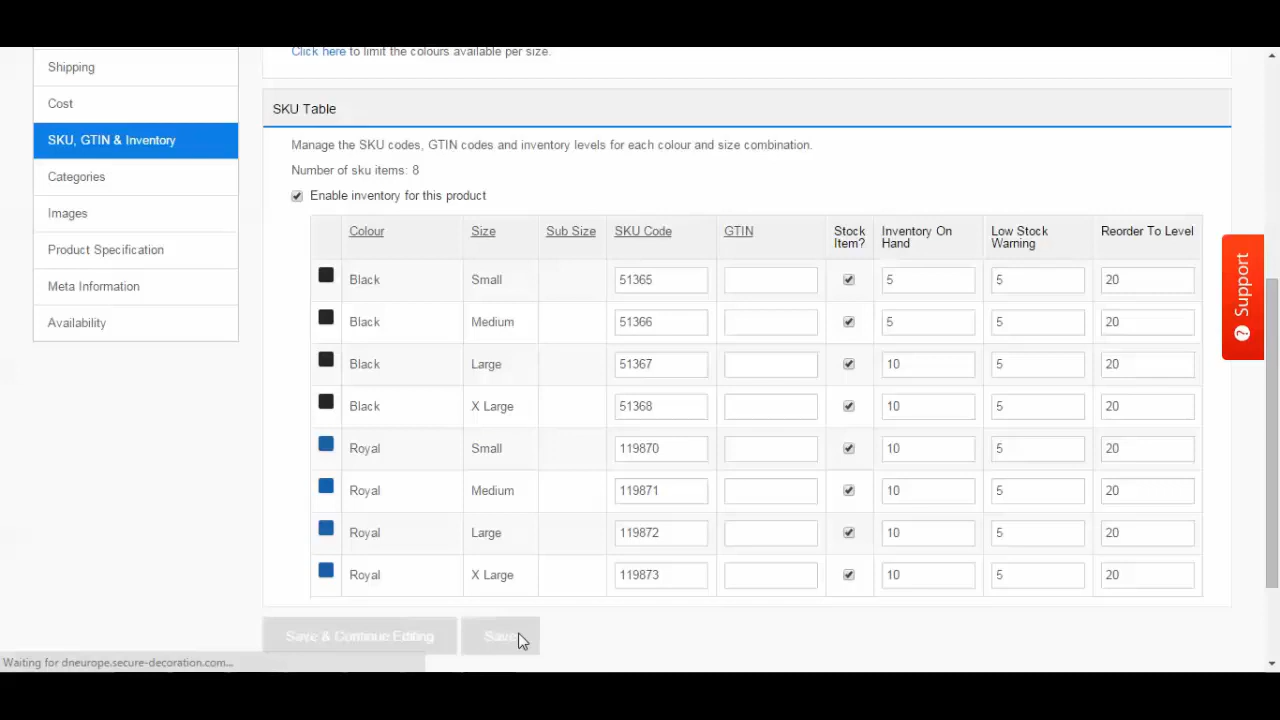 Click here to limit the colours available per size.
Shipping
Cost
SKU, GTIN & Inventory
Categories
Images
Product Specification
Meta Information
Availability
SKU Table
Manage the SKU codes, GTIN codes and inventory levels for each colour and size combination.
Number of sku items: 8
Enable inventory for this product
Colour Size Sub Size SKU Code GTIN Stock Item? Inventory On Hand Low Stock Warning Reorder To Level
Black Small 51365 5 5 20
Black Medium 51366 5 5 20
Black Large 51367 10 5 20
Black X Large 51368 10 5 20
Royal Small 119870 10 5 20
Royal Medium 119871 10 5 20
Royal Large 119872 10 5 20
Royal X Large 119873 10 5 20
Save & Continue Editing Save
Waiting for dneurope.secure-decoration.com...
Support